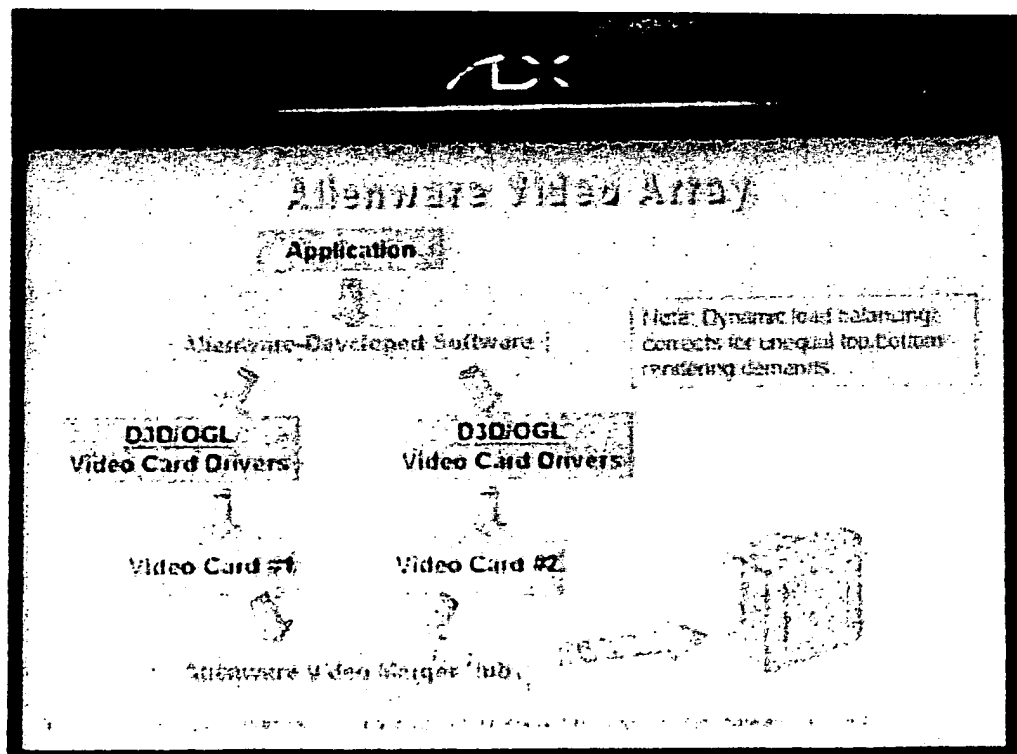 ALX
Alienware Video Array
Application
Alienware-Developed Software
Note: Dynamic load balancing
corrects for unequal top/bottom
rendering demands.
D3D/OGL
Video Card Drivers
D3D/OGL
Video Card Drivers
Video Card #1
Video Card #2
Alienware Video Merger Hub